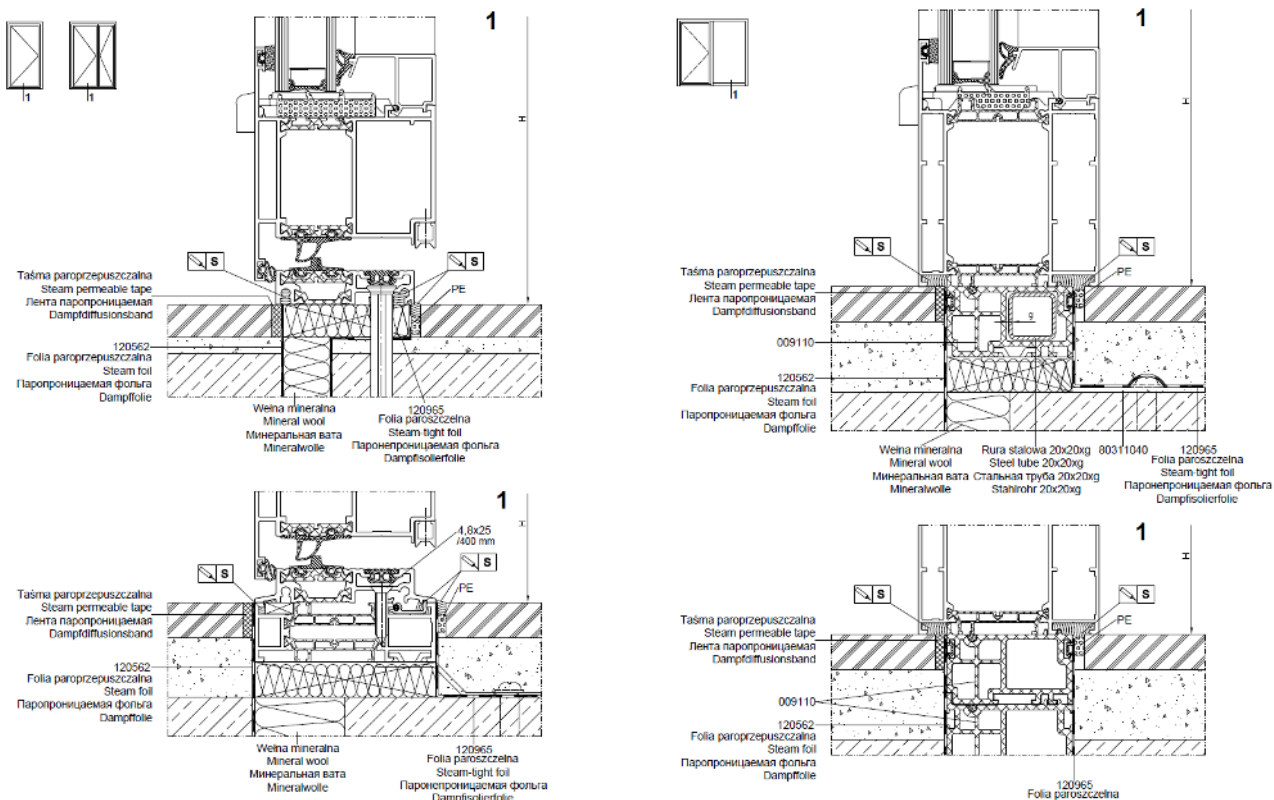 1
1
1
H
S
S
Taśma paroprzepuszczalna
Steam permeable tape
Лента паропроницаемая
Dampfdiffusionsband
PE
120562
Folia paroprzepuszczalna
Steam foil
Паропроницаемая фольга
Dampffolie
Wełna mineralna
Mineral wool
Минеральная вата
Mineralwolle
120965
Folia paroszczelna
Steam-tight foil
Паронепроницаемая фольга
Dampfisolierfolie
1
H
4,8x25
/400 mm
S
S
PE
Taśma paroprzepuszczalna
Steam permeable tape
Лента паропроницаемая
Dampfdiffusionsband
120562
Folia paroprzepuszczalna
Steam foil
Паропроницаемая фольга
Dampffolie
Wełna mineralna
Mineral wool
Минеральная вата
Mineralwolle
120965
Folia paroszczelna
Steam-tight foil
Паронепроницаемая фольга
Dampfisolierfolie
1
1
H
S
S
Taśma paroprzepuszczalna
Steam permeable tape
Лента паропроницаемая
Dampfdiffusionsband
PE
g
009110
120562
Folia paroprzepuszczalna
Steam foil
Паропроницаемая фольга
Dampffolie
Wełna mineralna
Mineral wool
Минеральная вата
Mineralwolle
Rura stalowa 20x20xg
Steel tube 20x20xg
Стальная труба 20x20xg
Stahlrohr 20x20xg
80311040
120965
Folia paroszczelna
Steam-tight foil
Паронепроницаемая фольга
Dampfisolierfolie
1
H
S
S
Taśma paroprzepuszczalna
Steam permeable tape
Лента паропроницаемая
Dampfdiffusionsband
PE
009110
120562
Folia paroprzepuszczalna
Steam foil
Паропроницаемая фольга
Dampffolie
120965
Folia paroszczelna